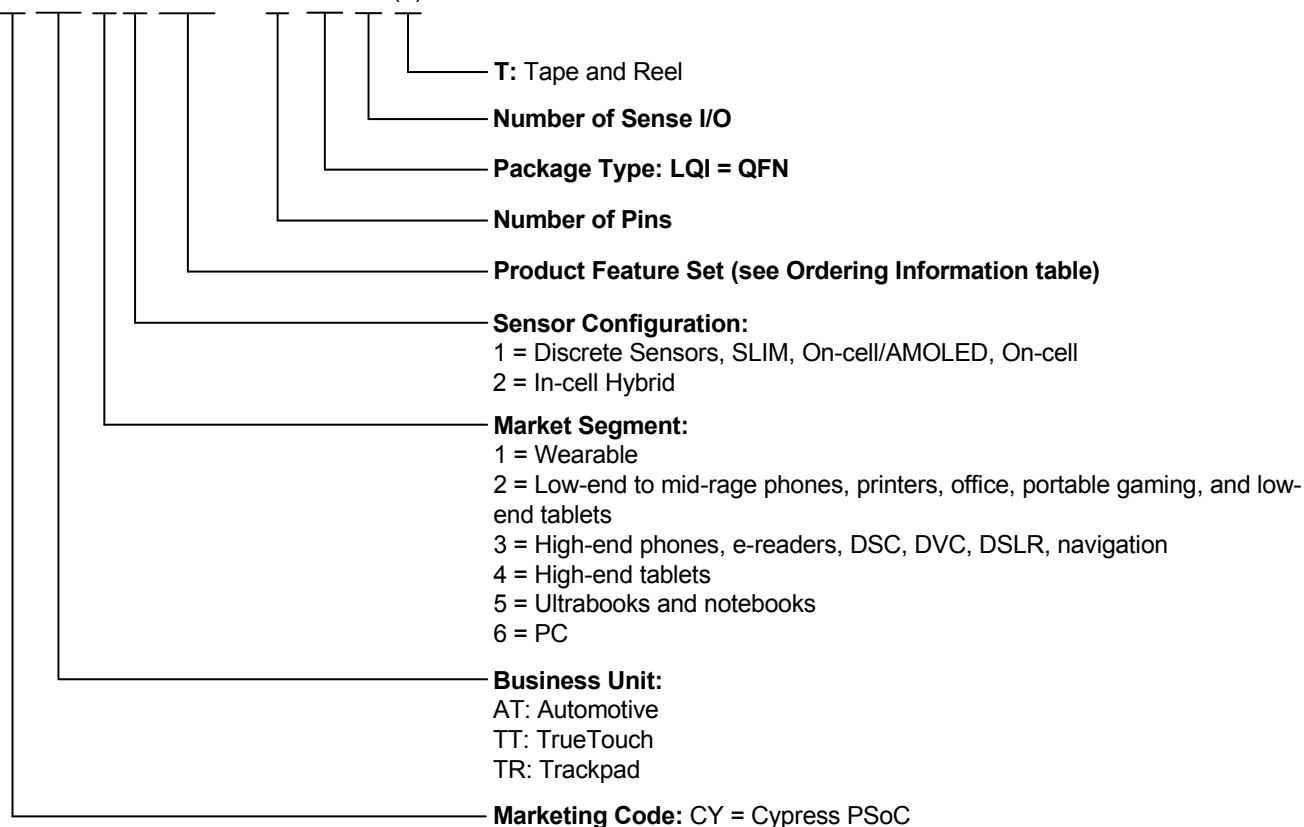 T: Tape and Reel
Number of Sense I/O
Package Type: LQI = QFN
Number of Pins
Product Feature Set (see Ordering Information table)
Sensor Configuration:
1 = Discrete Sensors, SLIM, On-cell/AMOLED, On-cell
2 = In-cell Hybrid
Market Segment:
1 = Wearable
2 = Low-end to mid-rage phones, printers, office, portable gaming, and low-
end tablets
3 = High-end phones, e-readers, DSC, DVC, DSLR, navigation
4 = High-end tablets
5 = Ultrabooks and notebooks
6 = PC
Business Unit:
AT: Automotive
TT: TrueTouch
TR: Trackpad
Marketing Code: CY = Cypress PSoC